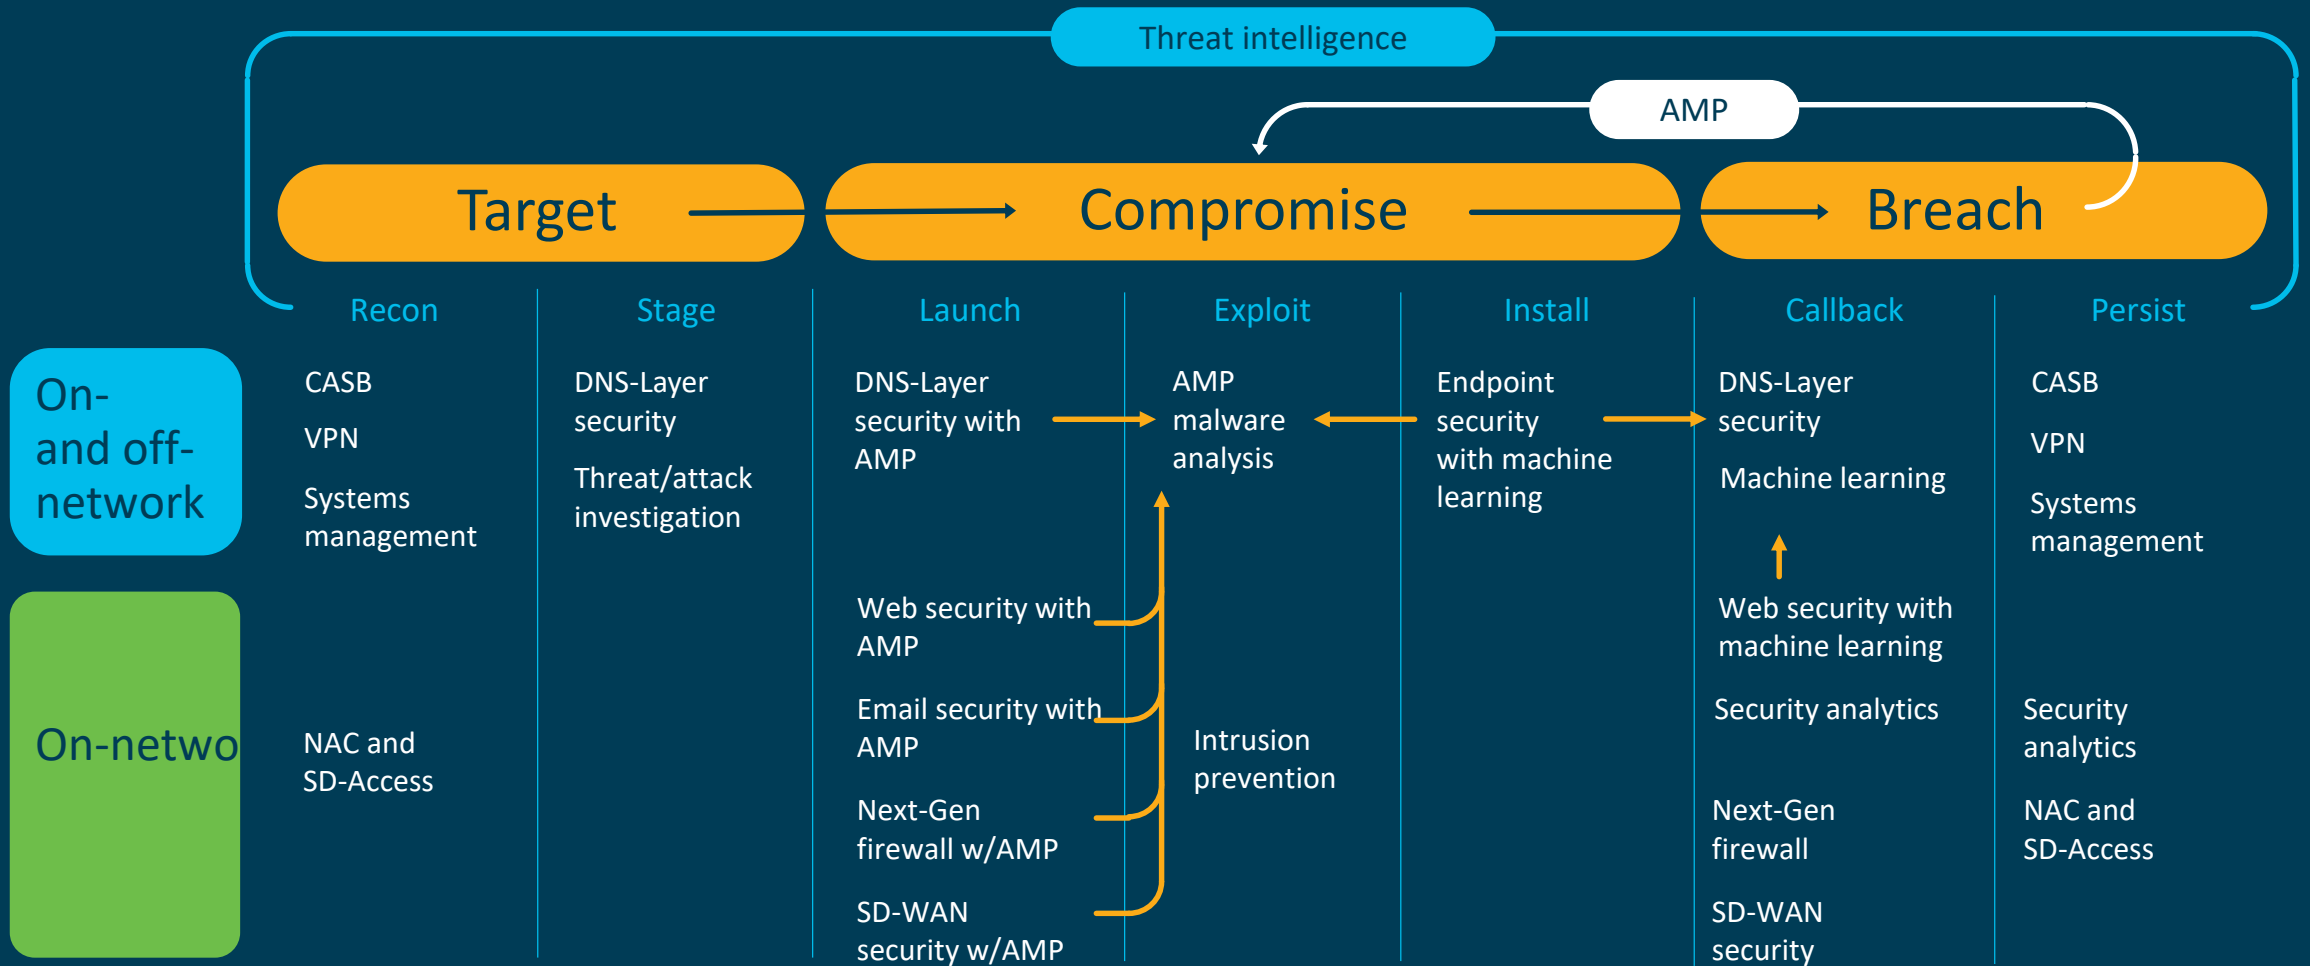 Threat intelligence
AMP
Target
Compromise
Breach
Recon
Stage
Launch
Exploit
Install
Callback
Persist
On-
and off-
network
CASB
VPN
Systems
management
DNS-Layer
security
Threat/attack
investigation
DNS-Layer
security with
AMP
AMP
malware
analysis
Endpoint
security
with machine
learning
DNS-Layer
security
Machine learning
CASB
VPN
Systems
management
On-netwo
NAC and
SD-Access
Web security with
AMP
Email security with
AMP
Next-Gen
firewall w/AMP
SD-WAN
security w/AMP
Intrusion
prevention
Web security with
machine learning
Security analytics
Next-Gen
firewall
SD-WAN
security
Security
analytics
NAC and
SD-Access